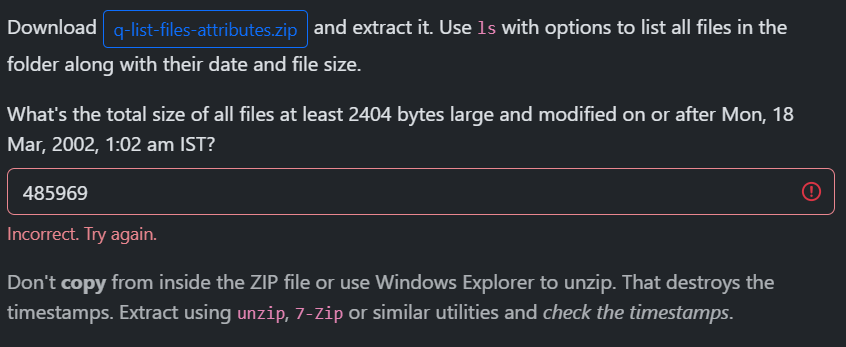 Download q-list-files-attributes.zip and extract it. Use ls with options to list all files in the
folder along with their date and file size.
What's the total size of all files at least 2404 bytes large and modified on or after Mon, 18
Mar, 2002, 1:02 am IST?
485969
Incorrect. Try again.
Don't copy from inside the ZIP file or use Windows Explorer to unzip. That destroys the
timestamps. Extract using unzip, 7-Zip or similar utilities and check the timestamps.